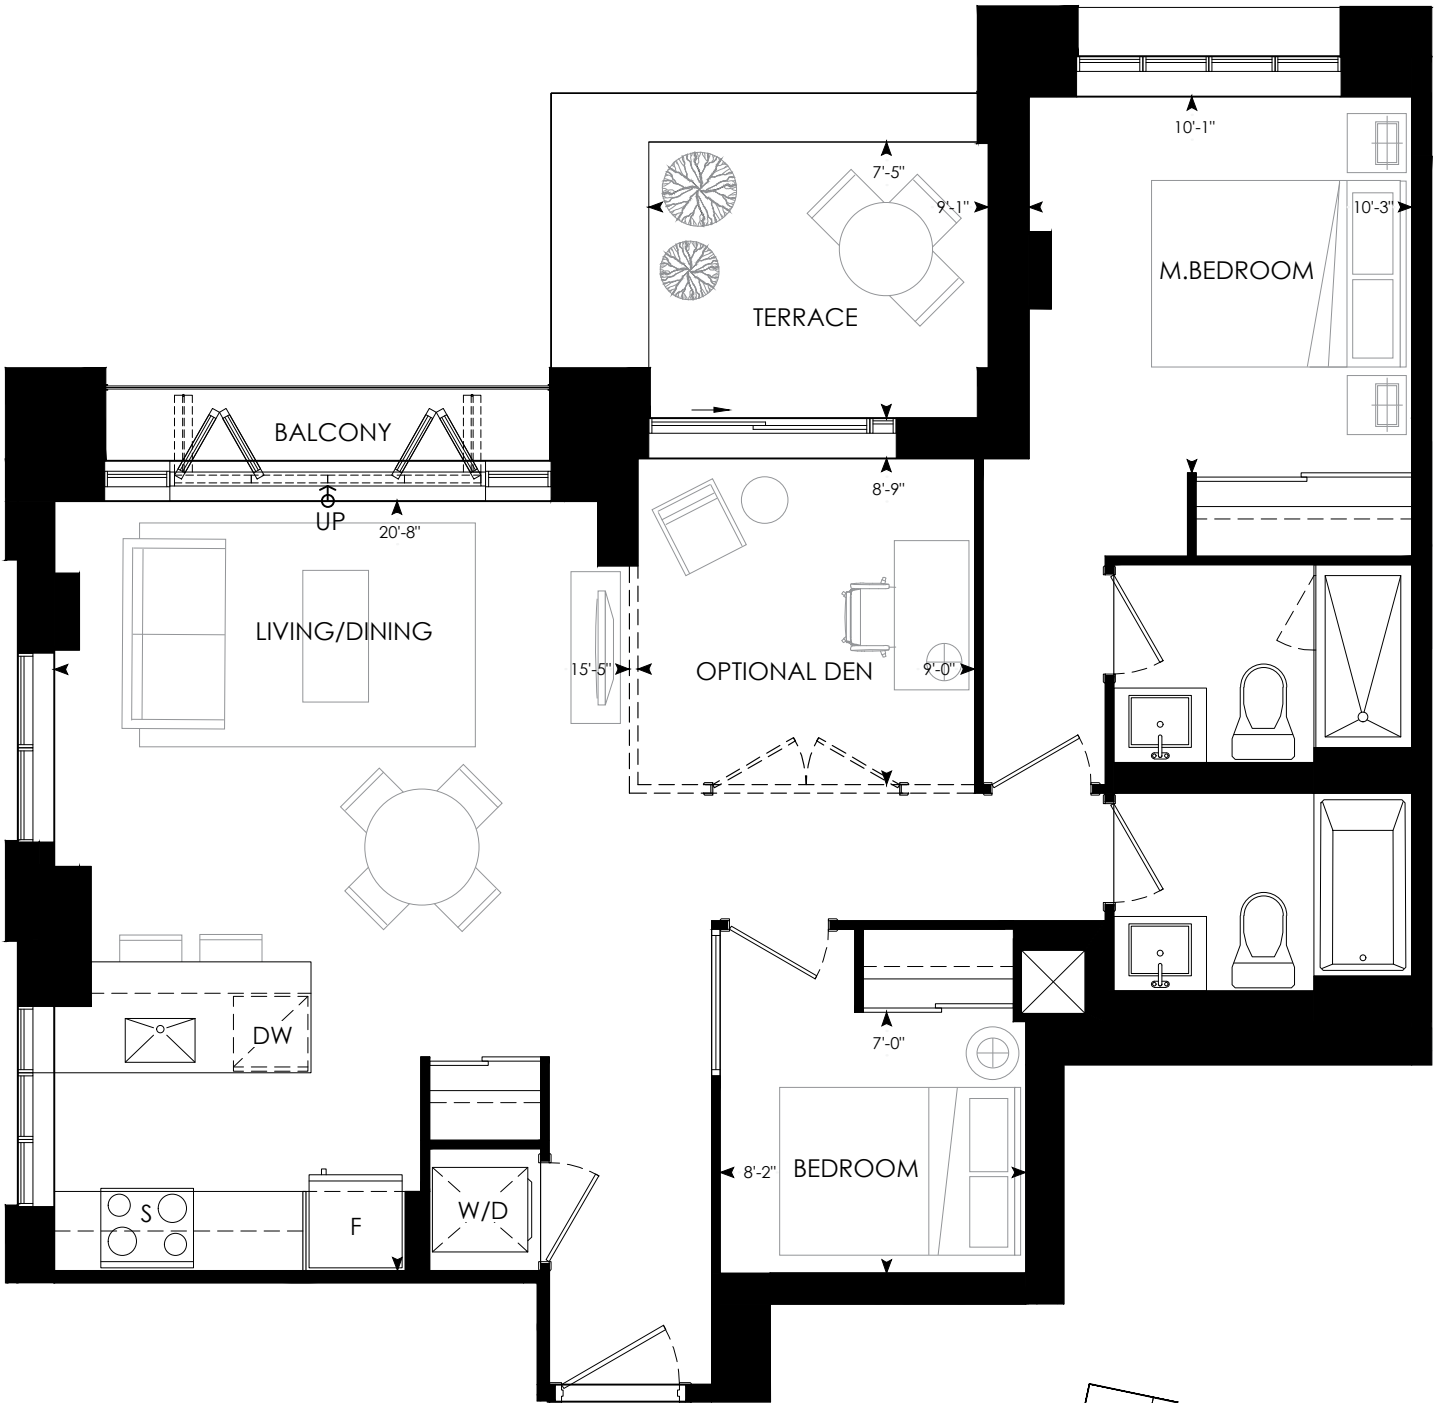 10'-1"
7'-5"
9'-1"
10'-3"
M.BEDROOM
TERRACE
BALCONY
8'-9"
UP
20'-8"
LIVING/DINING
15'-5"
OPTIONAL DEN
9'-0"
DW
7'-0"
8'-2"
BEDROOM
S
F
W/D